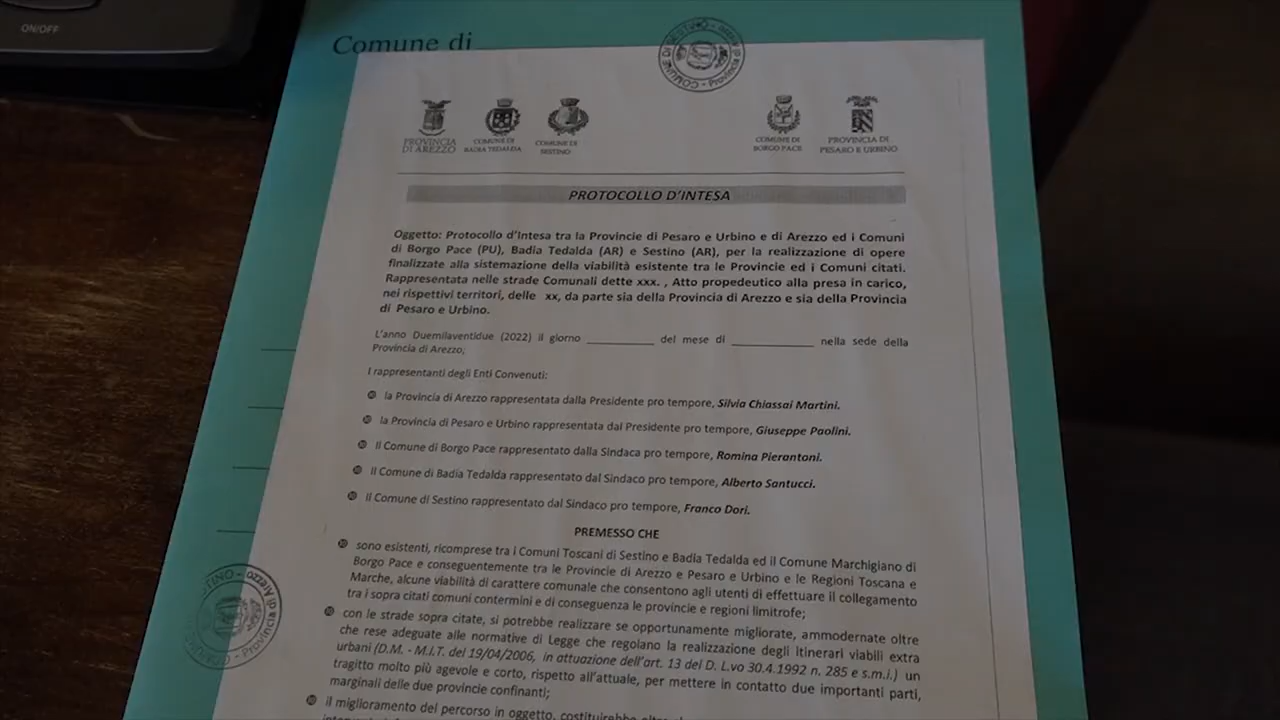 ON/OFF
Comune di
COMUNE DI SESTINO - Provincia di
PROVINCIA
DI AREZZO
COMUNE DI
BADIA TEDALDA
COMUNE DI
SESTINO
COMUNE DI
BORGO PACE
PROVINCIA DI
PESARO E URBINO
PROTOCOLLO D'INTESA
Oggetto: Protocollo d'Intesa tra la Provincie di Pesaro e Urbino e di Arezzo ed i Comuni
di Borgo Pace (PU), Badia Tedalda (AR) e Sestino (AR), per la realizzazione di opere
finalizzate alla sistemazione della viabilità esistente tra le Provincie ed i Comuni citati.
Rappresentata nelle strade Comunali dette xxx. , Atto propedeutico alla presa in carico,
nei rispettivi territori, delle xx, da parte sia della Provincia di Arezzo e sia della Provincia
di Pesaro e Urbino.
L'anno Duemilaventidue (2022) il giorno __________ del mese di ____________ nella sede della
Provincia di Arezzo;
I rappresentanti degli Enti Convenuti:
la Provincia di Arezzo rappresentata dalla Presidente pro tempore, Silvia Chiassai Martini.
la Provincia di Pesaro e Urbino rappresentata dal Presidente pro tempore, Giuseppe Paolini.
Il Comune di Borgo Pace rappresentato dalla Sindaca pro tempore, Romina Pierantoni.
Il Comune di Badia Tedalda rappresentato dal Sindaco pro tempore, Alberto Santucci.
Il Comune di Sestino rappresentato dal Sindaco pro tempore, Franco Dori.
PREMESSO CHE
sono esistenti, ricomprese tra i Comuni Toscani di Sestino e Badia Tedalda ed il Comune Marchigiano di
Borgo Pace e conseguentemente tra le Provincie di Arezzo e Pesaro e Urbino e le Regioni Toscana e
Marche, alcune viabilità di carattere comunale che consentono agli utenti di effettuare il collegamento
tra i sopra citati comuni contermini e di conseguenza le provincie e regioni limitrofe;
con le strade sopra citate, si potrebbe realizzare se opportunamente migliorate, ammodernate oltre
che rese adeguate alle normative di Legge che regolano la realizzazione degli Itinerari viabili extra
urbani (D.M. - M.I.T. del 19/04/2006, in attuazione dell'art. 13 del D. L.vo 30.4.1992 n. 285 e s.m.i.) un
tragitto molto più agevole e corto, rispetto all'attuale, per mettere in contatto due importanti parti,
marginali delle due provincie confinanti;
il miglioramento del percorso in oggetto, costituirebbe
STINO - Provincia di Arezzo